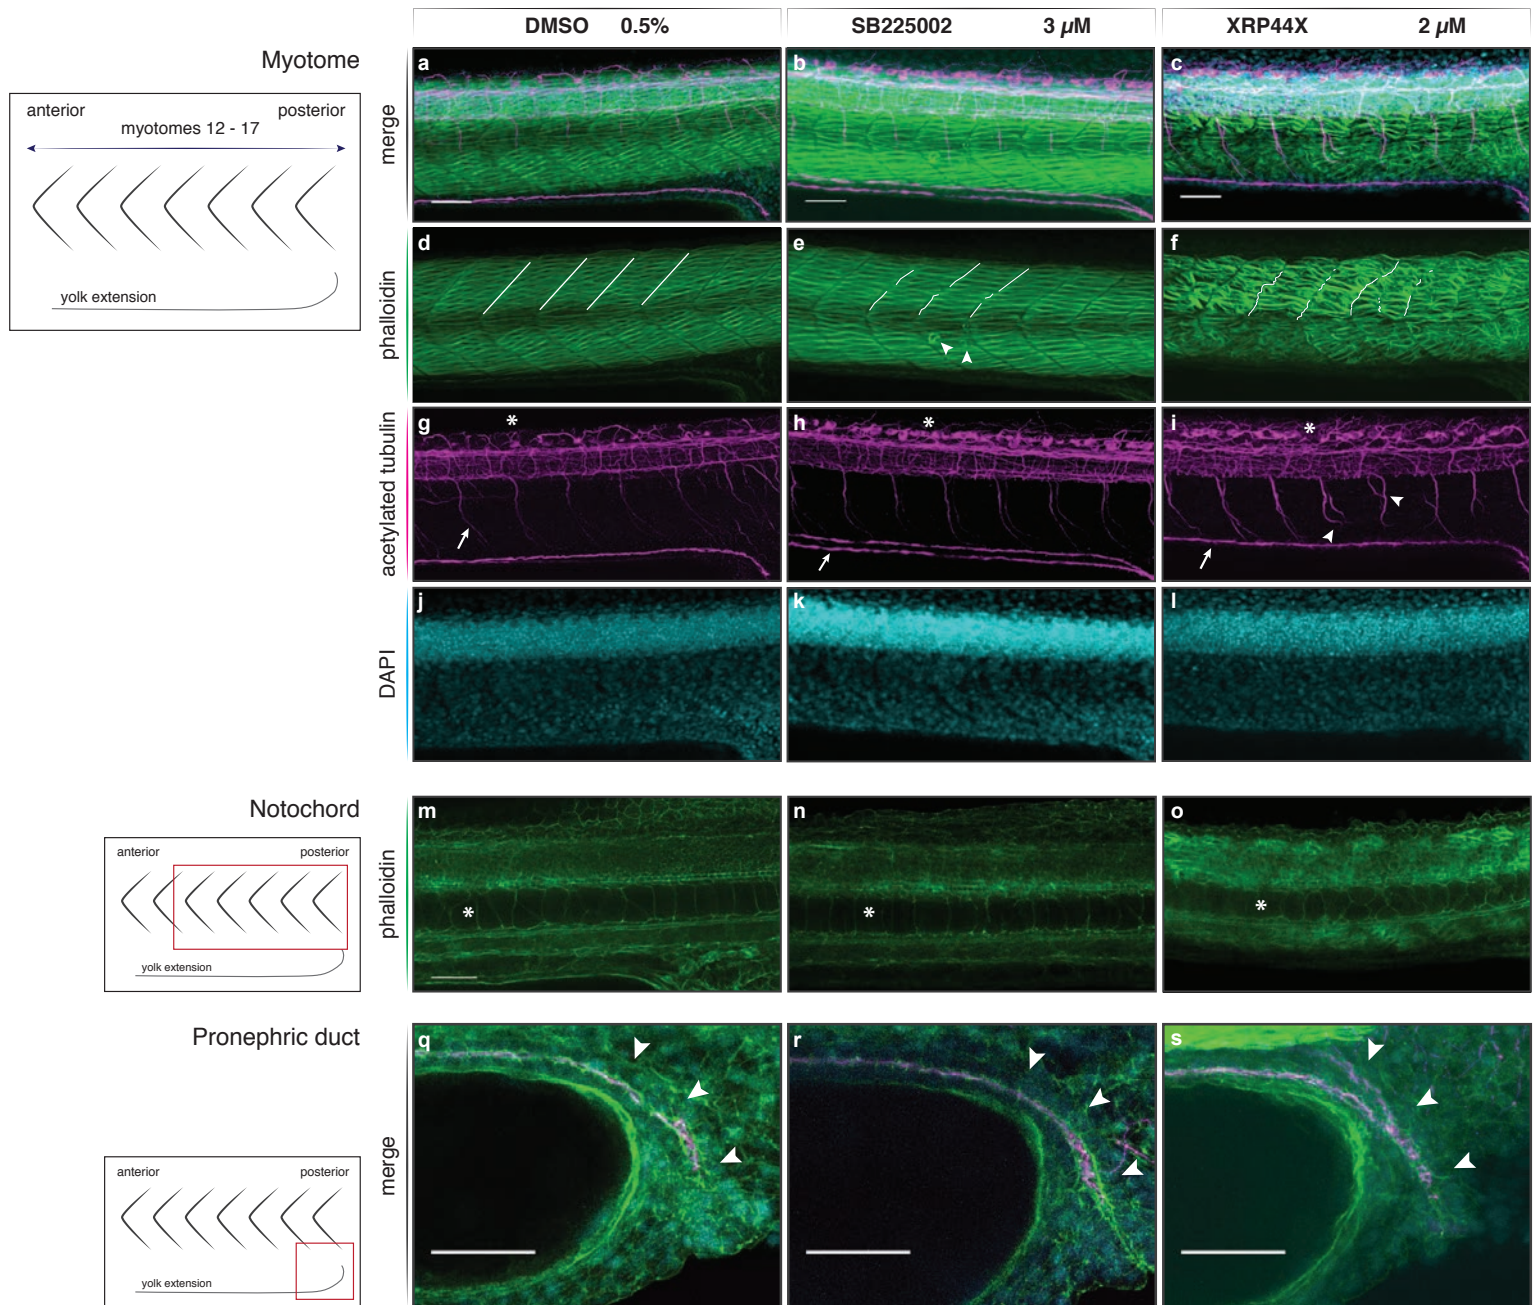 DMSO 0.5% SB225002 3 µM XRP44X 2 µM
Myotome
anterior posterior
myotomes 12 - 17
yolk extension
merge
a b c
phalloidin
d e f
acetylated tubulin
g * h * i *
DAPI
j k l
Notochord
anterior posterior
yolk extension
phalloidin
m n o
* * *
Pronephric duct
anterior posterior
yolk extension
merge
q r s